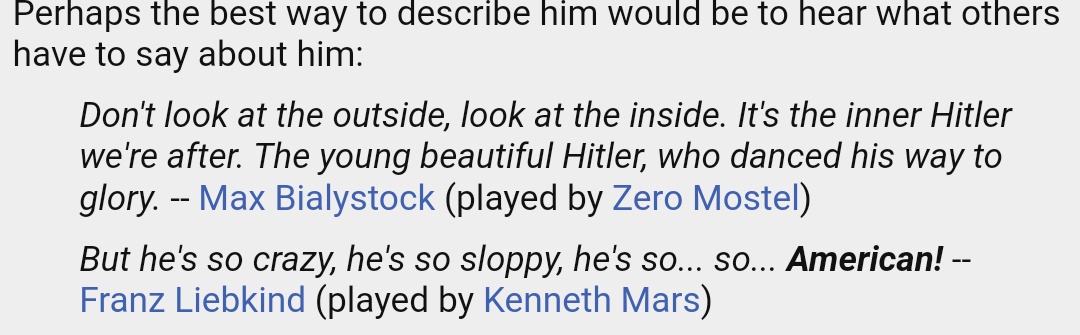 Perhaps the best way to describe him would be to hear what others
have to say about him:
Don't look at the outside, look at the inside. It's the inner Hitler
we're after. The young beautiful Hitler, who danced his way to
glory. -- Max Bialystock (played by Zero Mostel)
But he's so crazy, he's so sloppy, he's so... so... American! --
Franz Liebkind (played by Kenneth Mars)